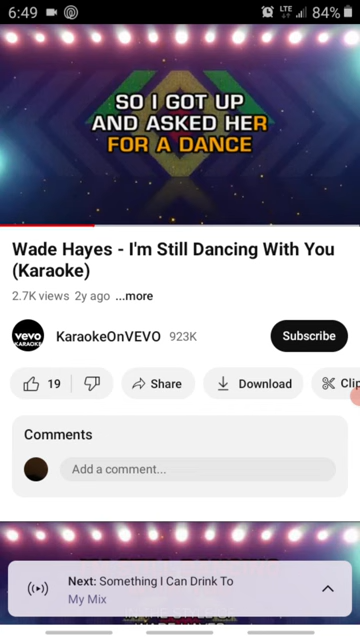 6:49
LTE
84%
SO I GOT UP
AND ASKED HER
FOR A DANCE
Wade Hayes - I'm Still Dancing With You
(Karaoke)
2.7K views 2y ago ...more
vevo
KARAOKE
KaraokeOnVEVO 923K
Subscribe
19
Share
Download
Clip
Comments
Add a comment...
Next: Something I Can Drink To
My Mix